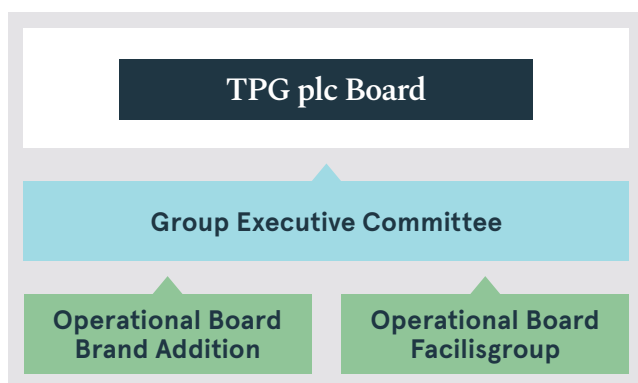 TPG plc Board
Group Executive Committee
Operational Board
Brand Addition
Operational Board
Facilisgroup